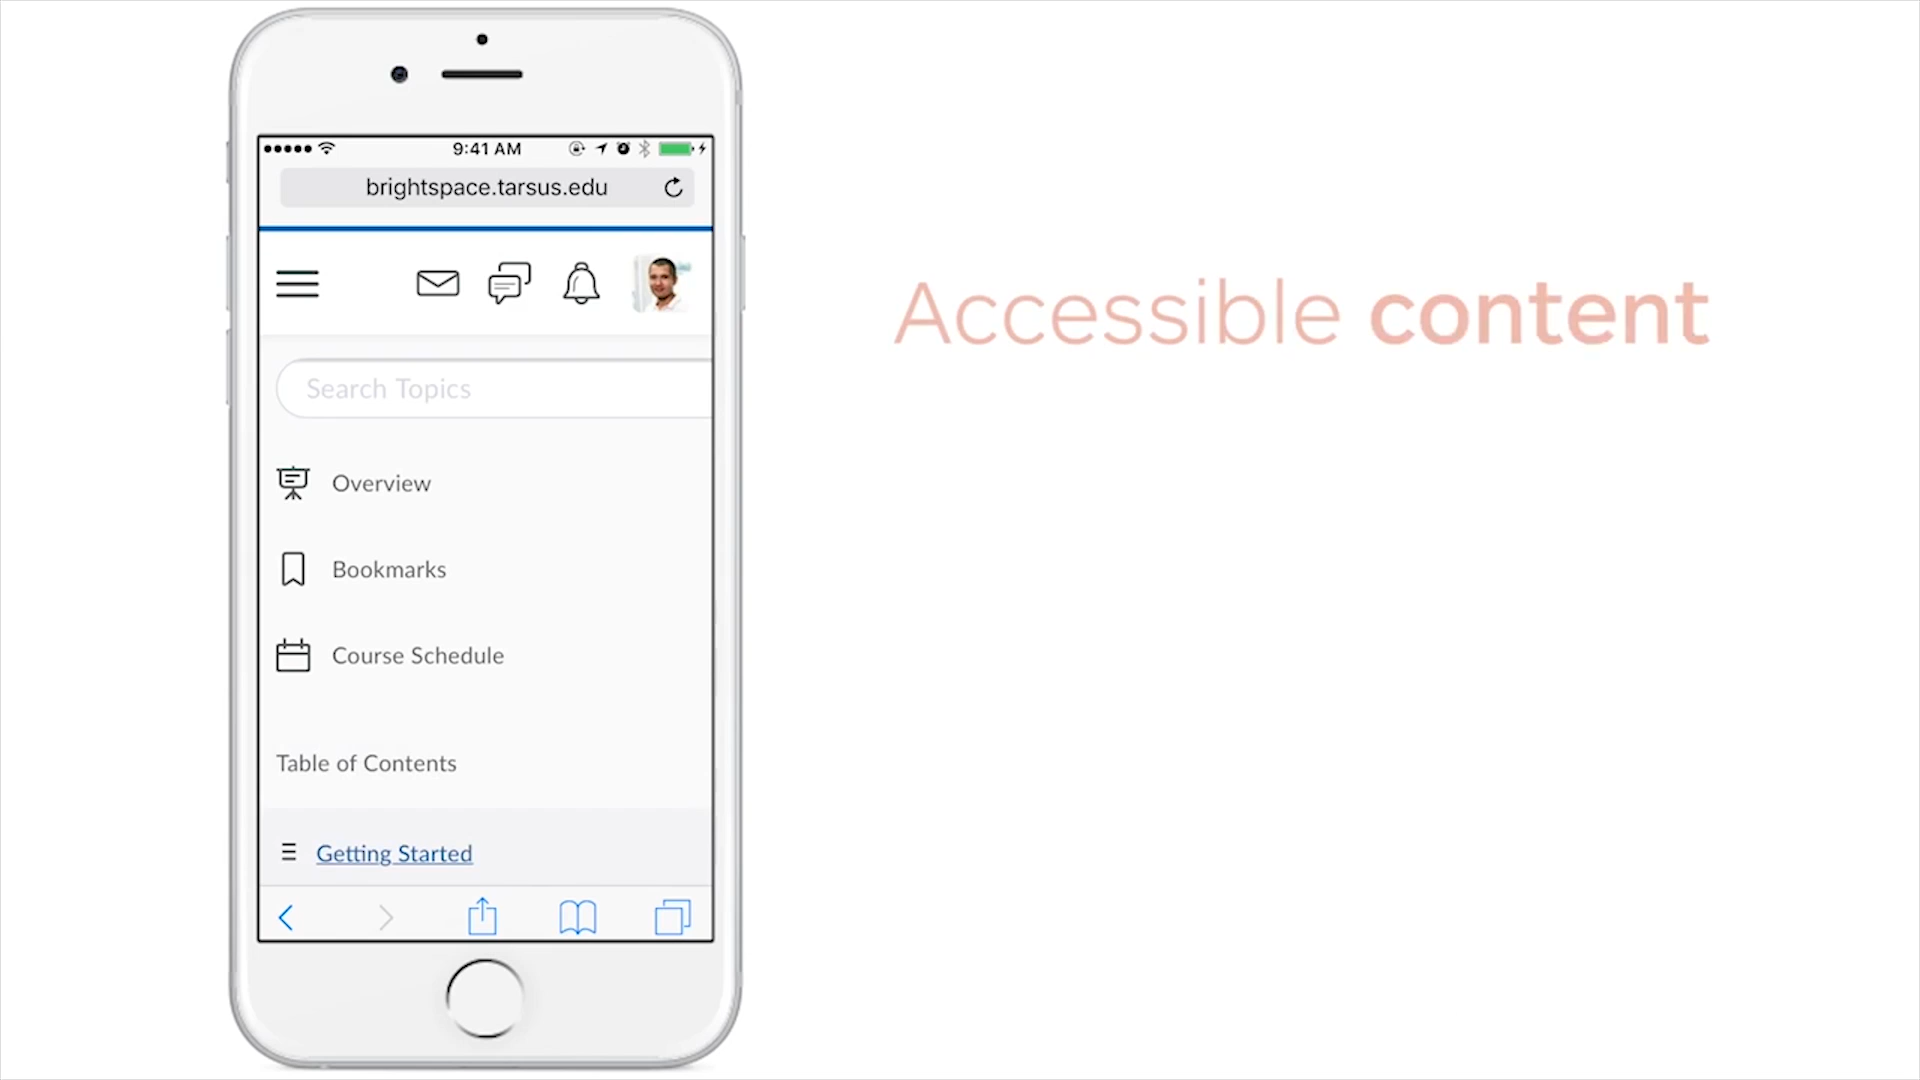 9:41 AM
brightspace.tarsus.edu
Search Topics
Overview
Bookmarks
Course Schedule
Table of Contents
Getting Started
Accessible content